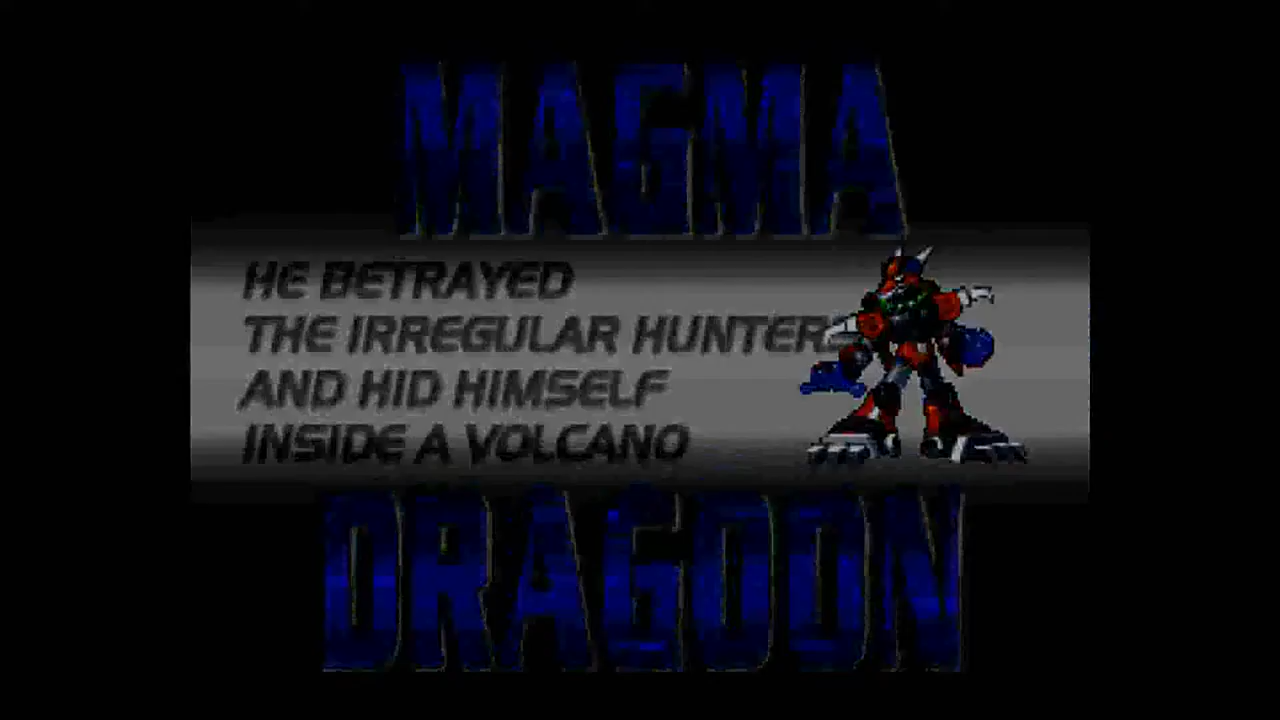 MAGMA
HE BETRAYED
THE IRREGULAR HUNTERS
AND HID HIMSELF
INSIDE A VOLCANO
DRAGOON